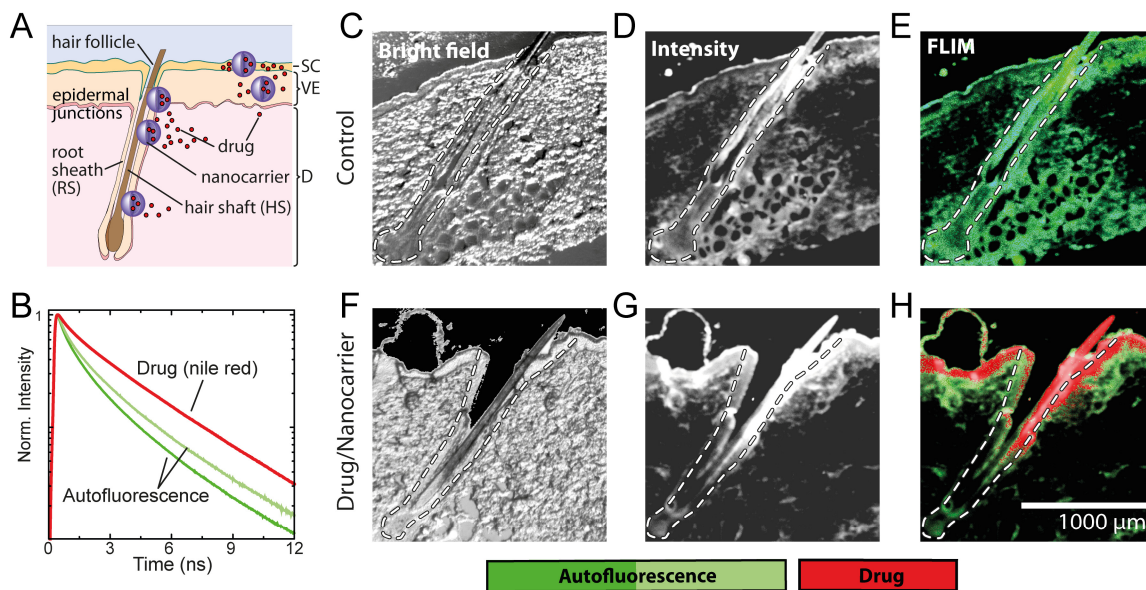 A
hair follicle
SC
VE
epidermal
junctions
root
sheath (RS)
drug
nanocarrier
hair shaft (HS)
D
B
1
Norm. Intensity
Drug (nile red)
Autofluorescence
0
3
6
9
12
Time (ns)
C
Bright field
D
Intensity
E
FLIM
Control
F
G
H
Drug/Nanocarrier
1000 µm
Autofluorescence
Drug